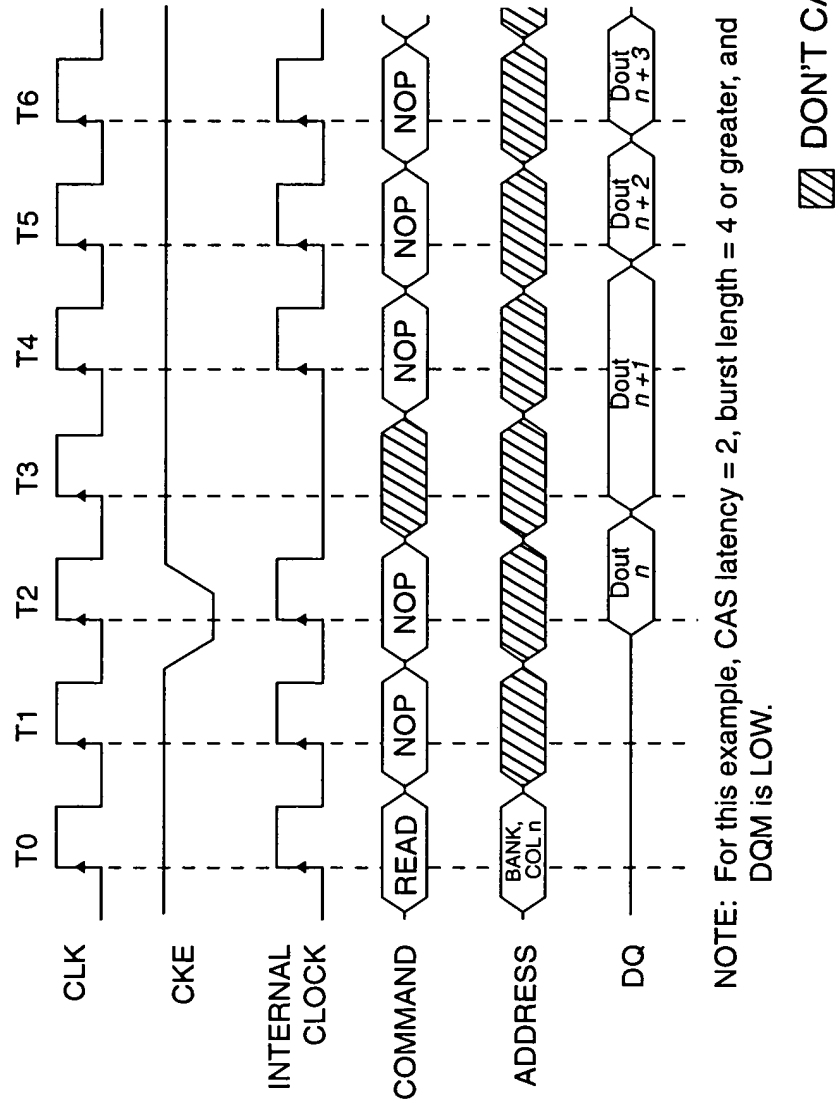 T0 T1 T2 T3 T4 T5 T6
CLK
CKE
INTERNAL
CLOCK
COMMAND READ NOP NOP NOP NOP NOP
ADDRESS BANK,
COL n
DQ Dout
n Dout
n + 1 Dout
n + 2 Dout
n + 3
NOTE: For this example, CAS latency = 2, burst length = 4 or greater, and
DQM is LOW.
DON'T